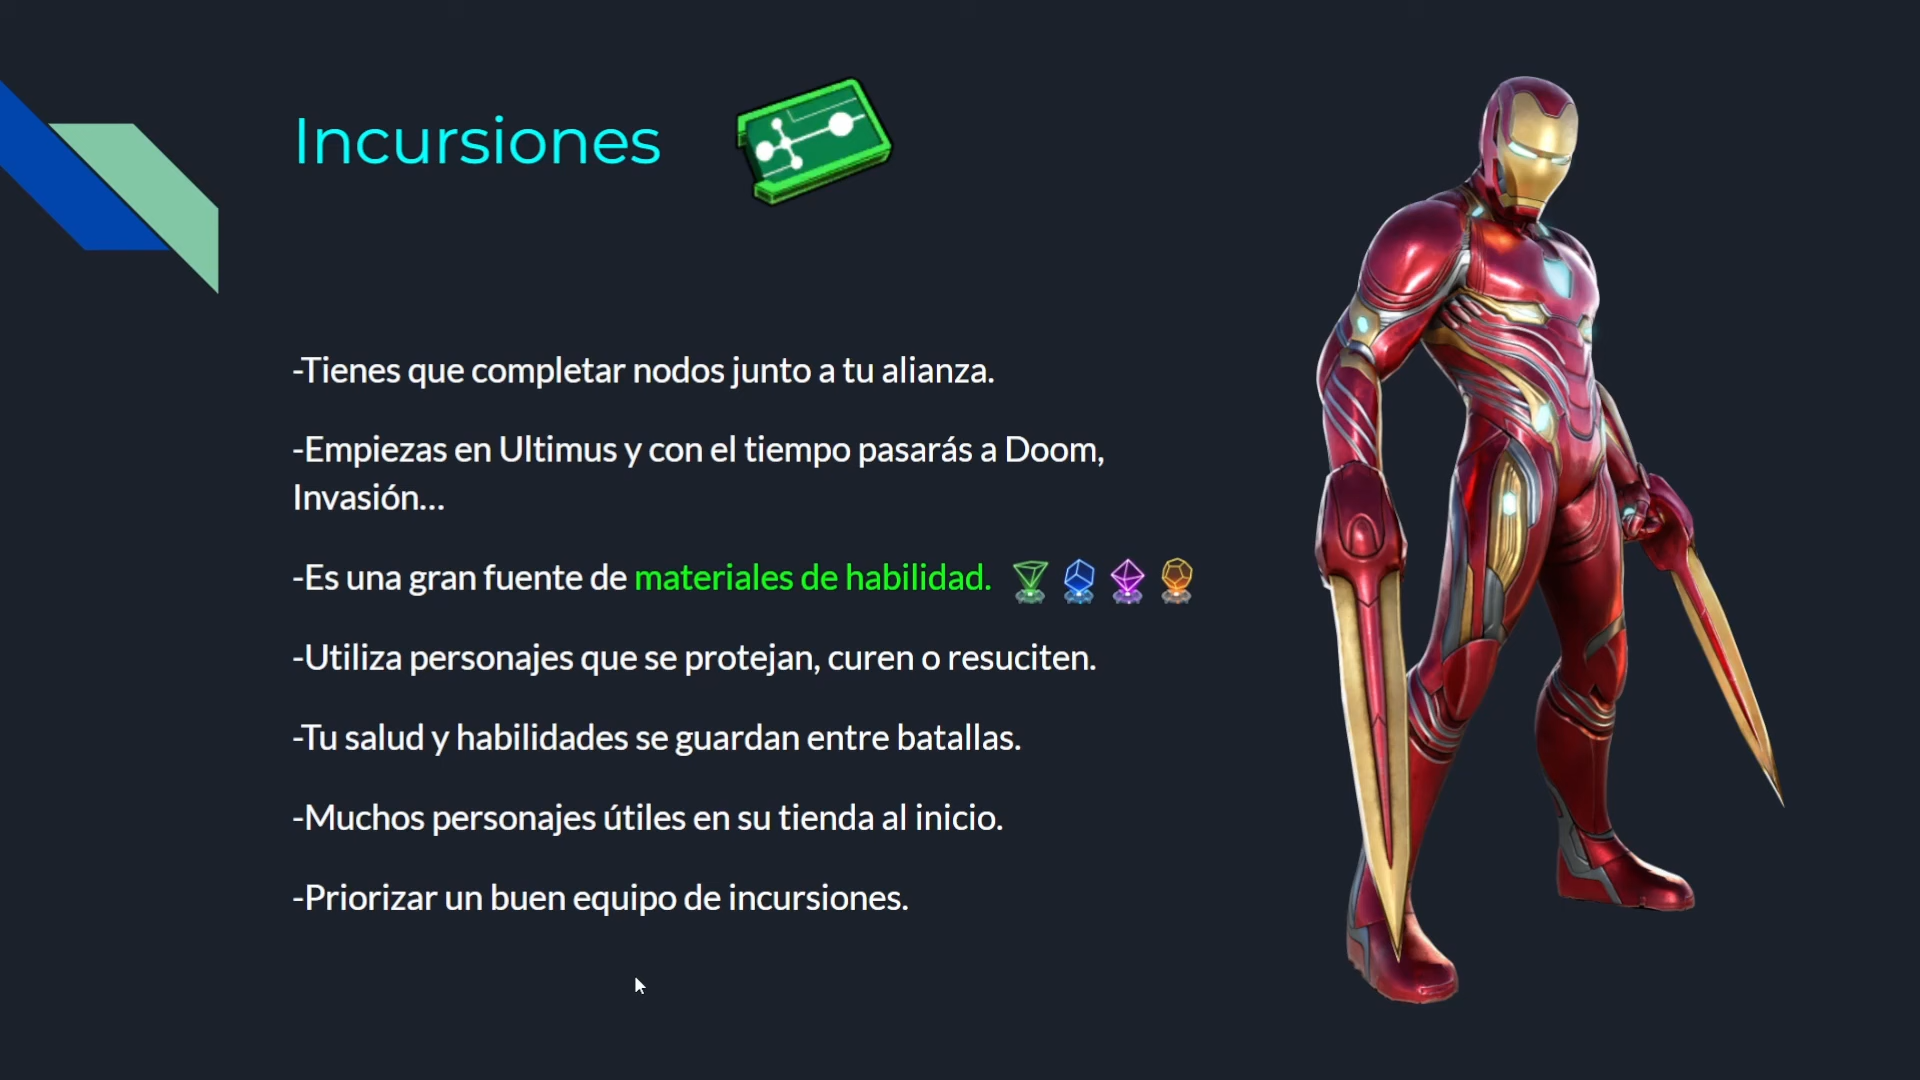 Incursiones
-Tienes que completar nodos junto a tu alianza.
-Empiezas en Ultimus y con el tiempo pasarás a Doom,
Invasión...
-Es una gran fuente de materiales de habilidad.
-Utiliza personajes que se protejan, curen o resuciten.
-Tu salud y habilidades se guardan entre batallas.
-Muchos personajes útiles en su tienda al inicio.
-Priorizar un buen equipo de incursiones.